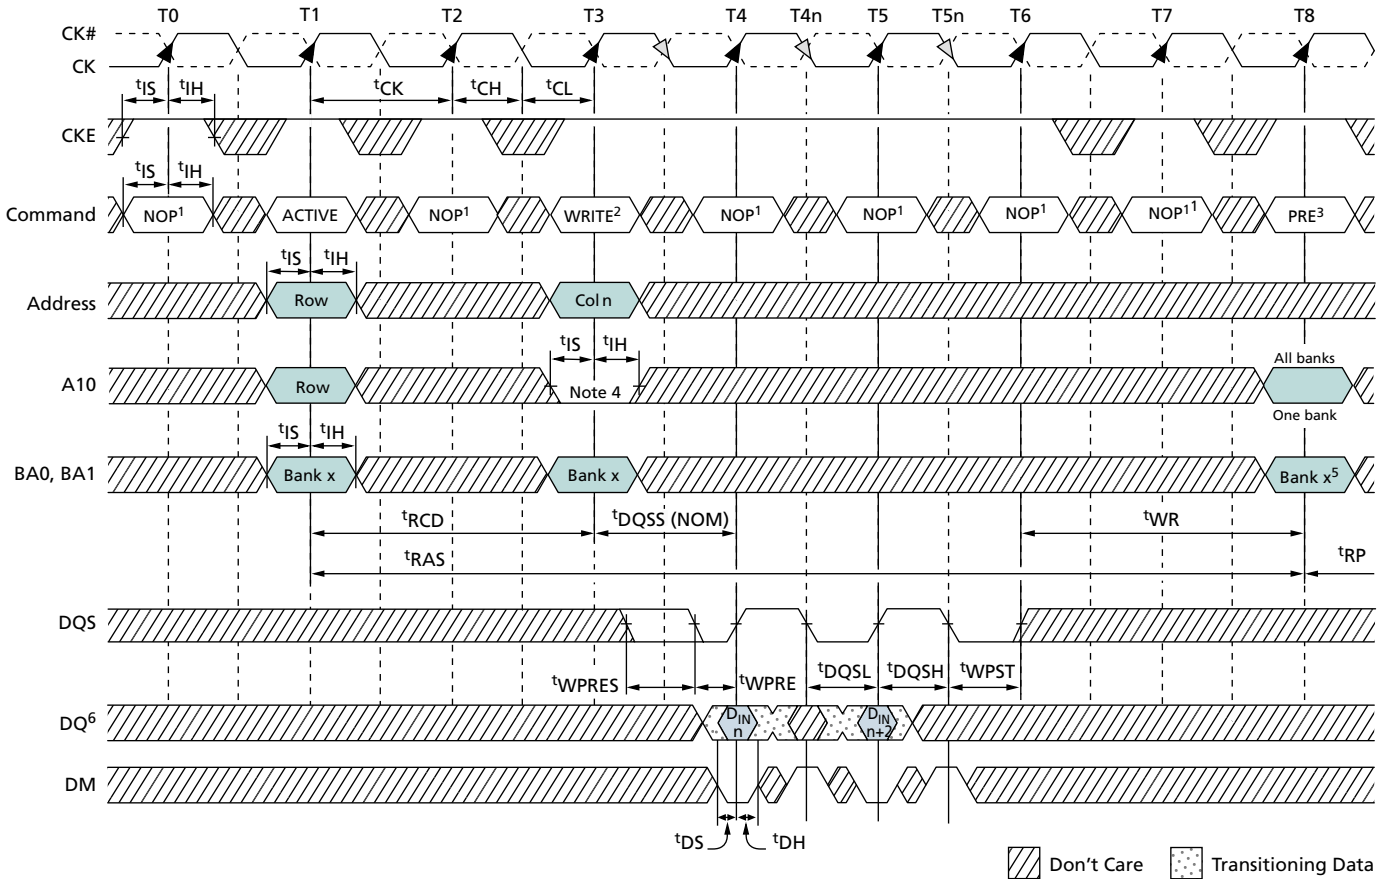 T0 T1 T2 T3 T4 T4n T5 T5n T6 T7 T8
CK#
CK
tIS tIH tCK tCH tCL
CKE
tIS tIH
Command NOP1 ACTIVE NOP1 WRITE2 NOP1 NOP1 NOP1 NOP11 PRE3
tIS tIH
Address Row Col n
tIS tIH All banks
A10 Row Note 4
One bank
tIS tIH
BA0, BA1 Bank x Bank x Bank x5
tRCD tDQSS (NOM) tWR
tRAS tRP
DQS
tWPRES tWPRE tDQSL tDQSH tWPST
DQ6 DIN n DIN n+2
DM
tDS tDH
Don't Care Transitioning Data